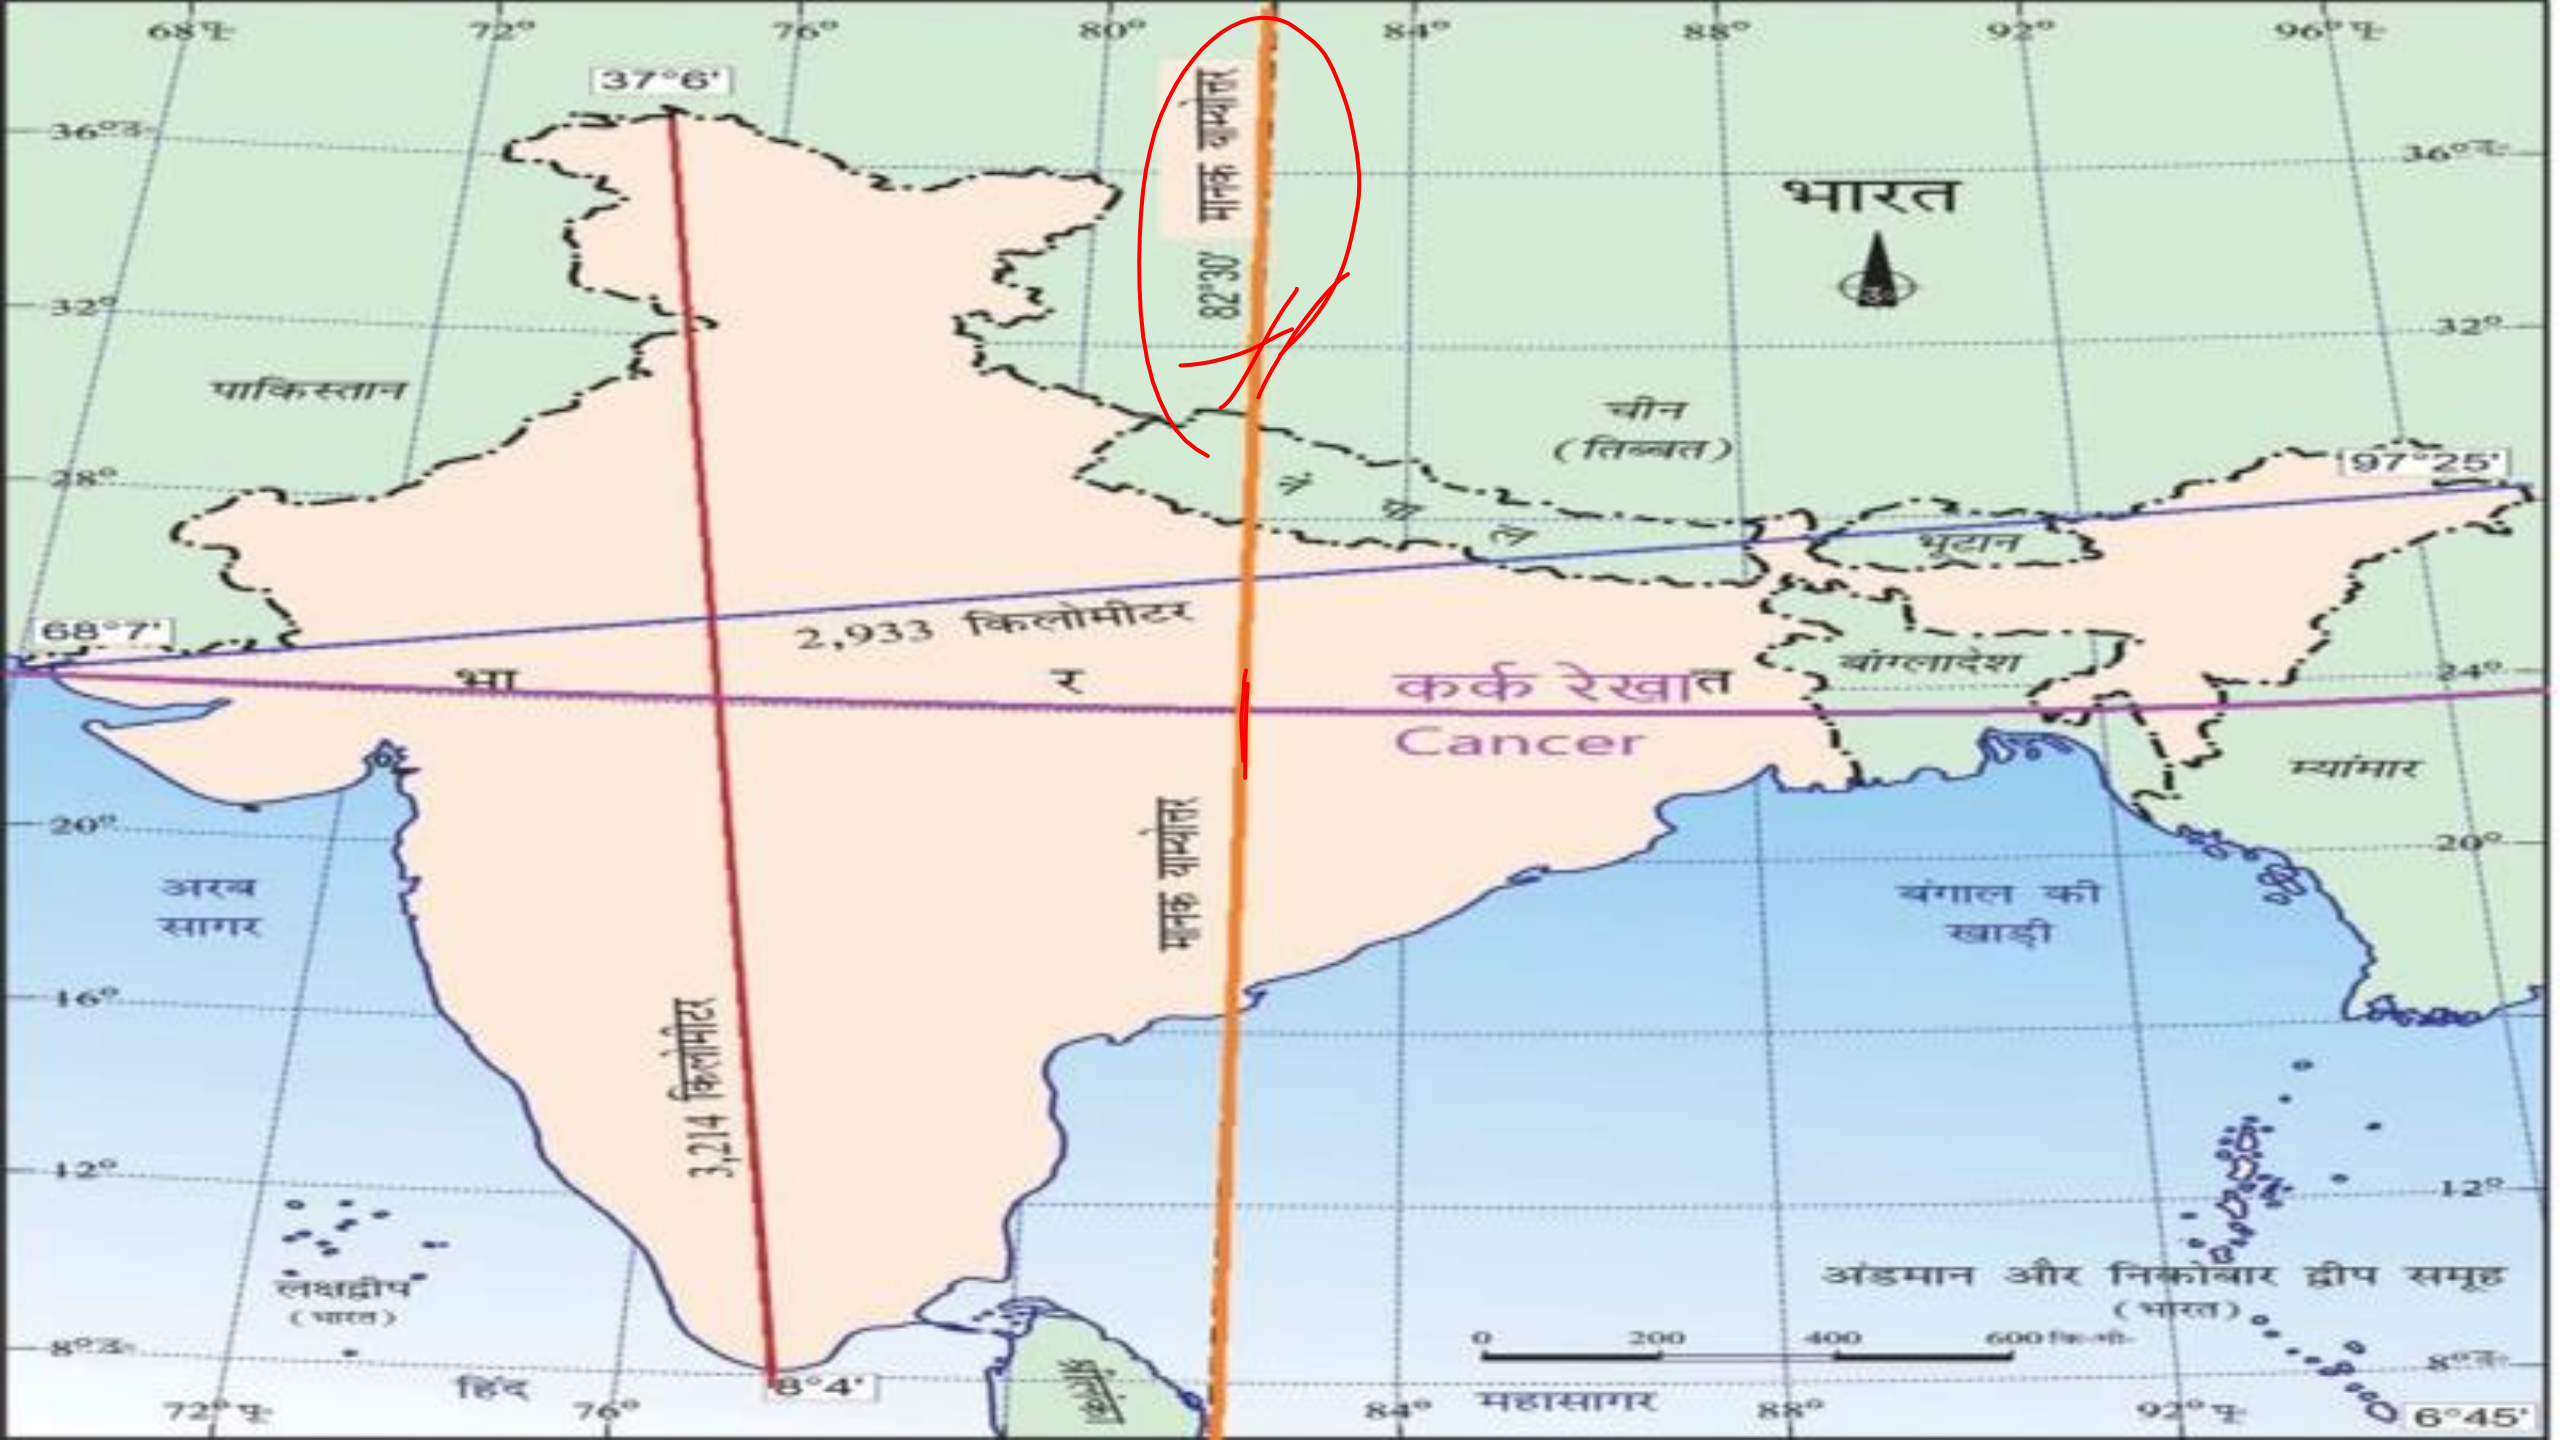 68°पू॰ 72° 76° 80° 84° 88° 92° 96°पू॰
37°6'
36°उ॰
36°उ॰
मानक याम्योत्तर
82°30'
भारत
32°
32°
पाकिस्तान
चीन
(तिब्बत)
28°
97°25'
ने पा ल
भूटान
68°7'
2,933 किलोमीटर
भा र त
कर्क रेखा
Cancer
बांग्लादेश
24°
म्यांमार
मानक याम्योत्तर
20°
20°
अरब
सागर
बंगाल की
खाड़ी
16°
3,214 किलोमीटर
12°
12°
लक्षद्वीप
(भारत)
अंडमान और निकोबार द्वीप समूह
(भारत)
0 200 400 600 कि॰मी॰
8°उ॰
8°उ॰
8°4'
हिंद
महासागर
श्रीलंका
6°45'
72°पू॰ 76° 84° 88° 92°पू॰